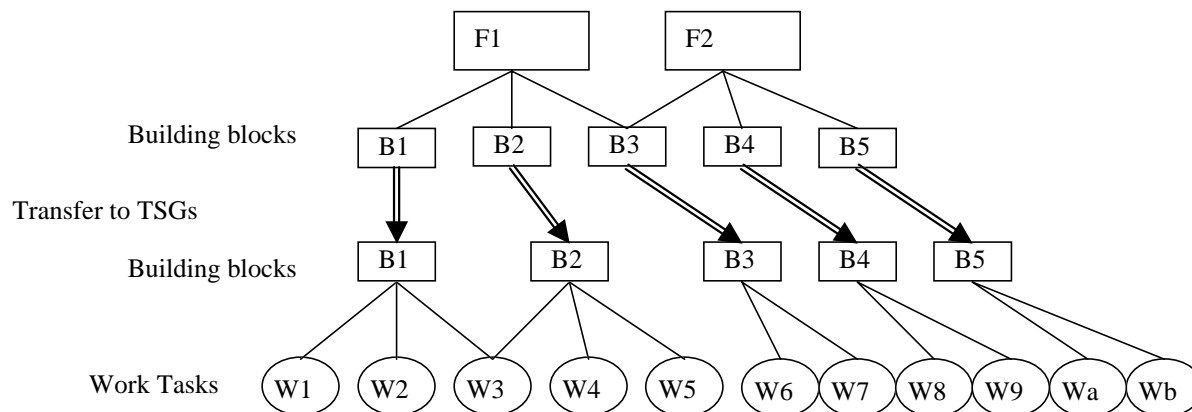 F1 F2
Building blocks B1 B2 B3 B4 B5
Transfer to TSGs
Building blocks B1 B2 B3 B4 B5
Work Tasks W1 W2 W3 W4 W5 W6 W7 W8 W9 Wa Wb